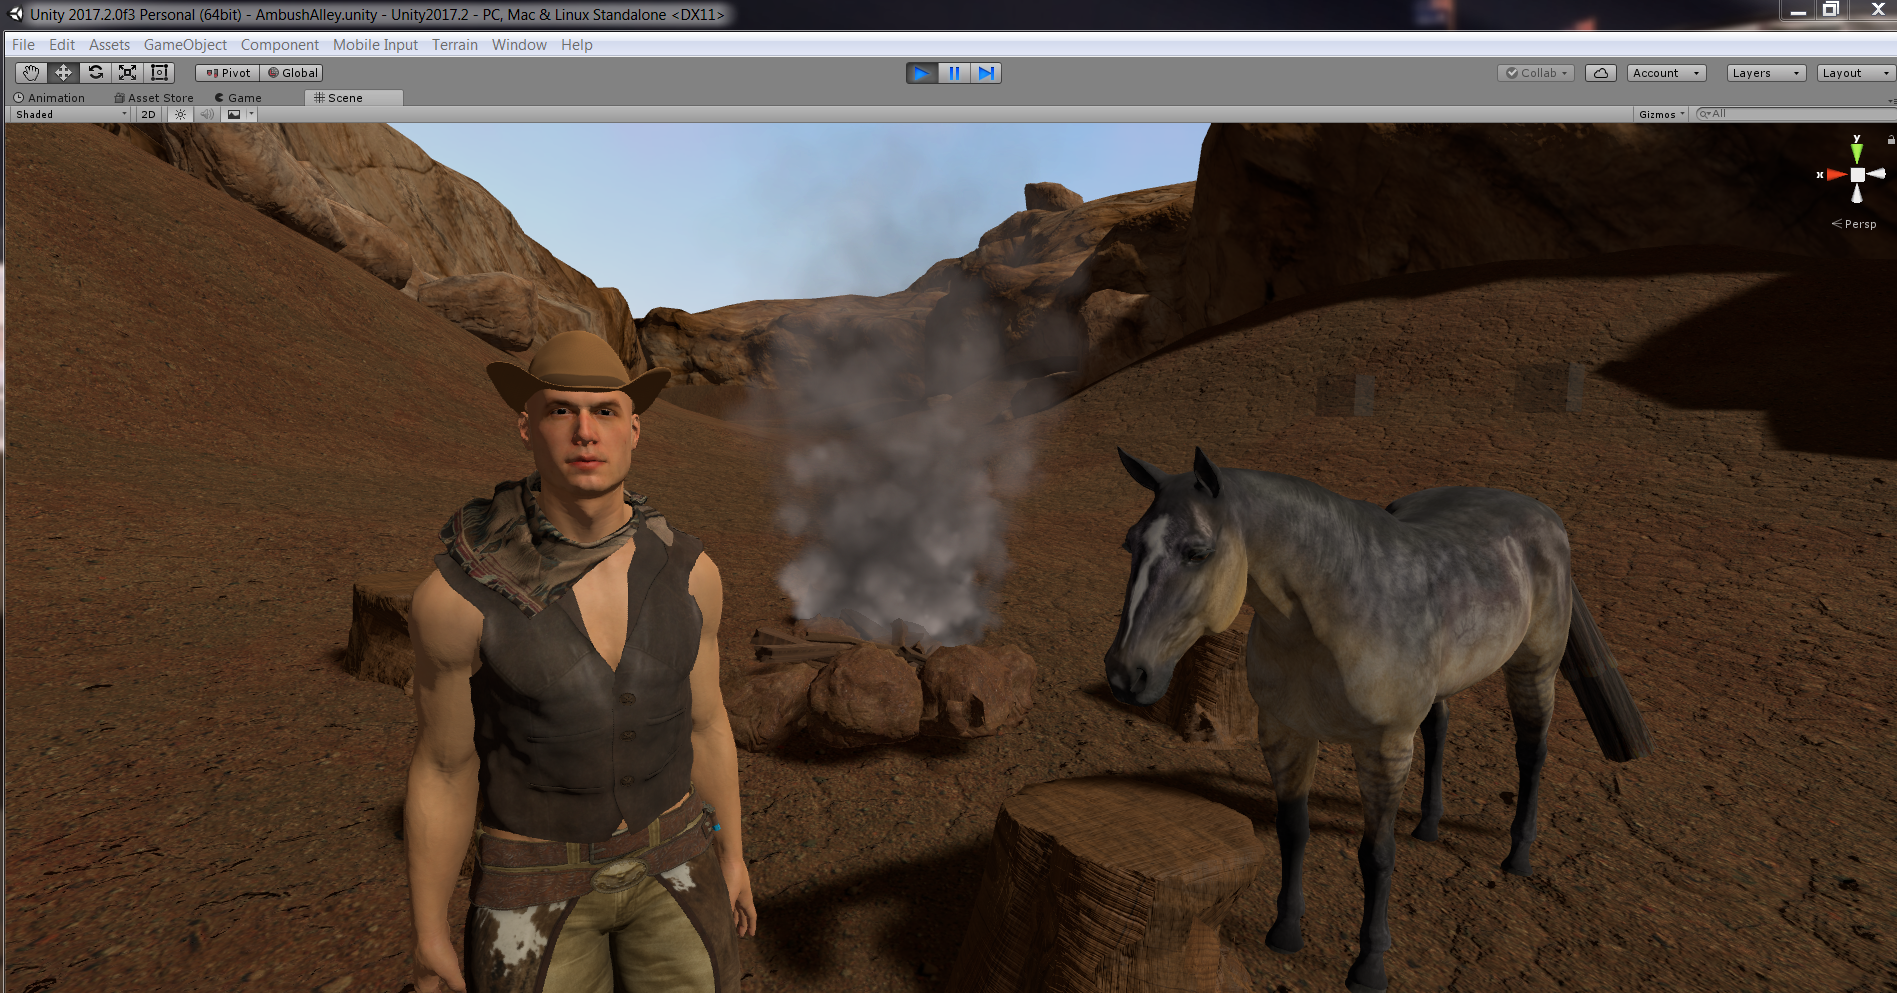 Unity 2017.2.0f3 Personal (64bit) - AmbushAlley.unity - Unity2017.2 - PC, Mac & Linux Standalone <DX11>
File Edit Assets GameObject Component Mobile Input Terrain Window Help
Pivot Global Collab Account Layers Layout
Animation Asset Store Game Scene
Shaded 2D Gizmos All
y
x
Persp